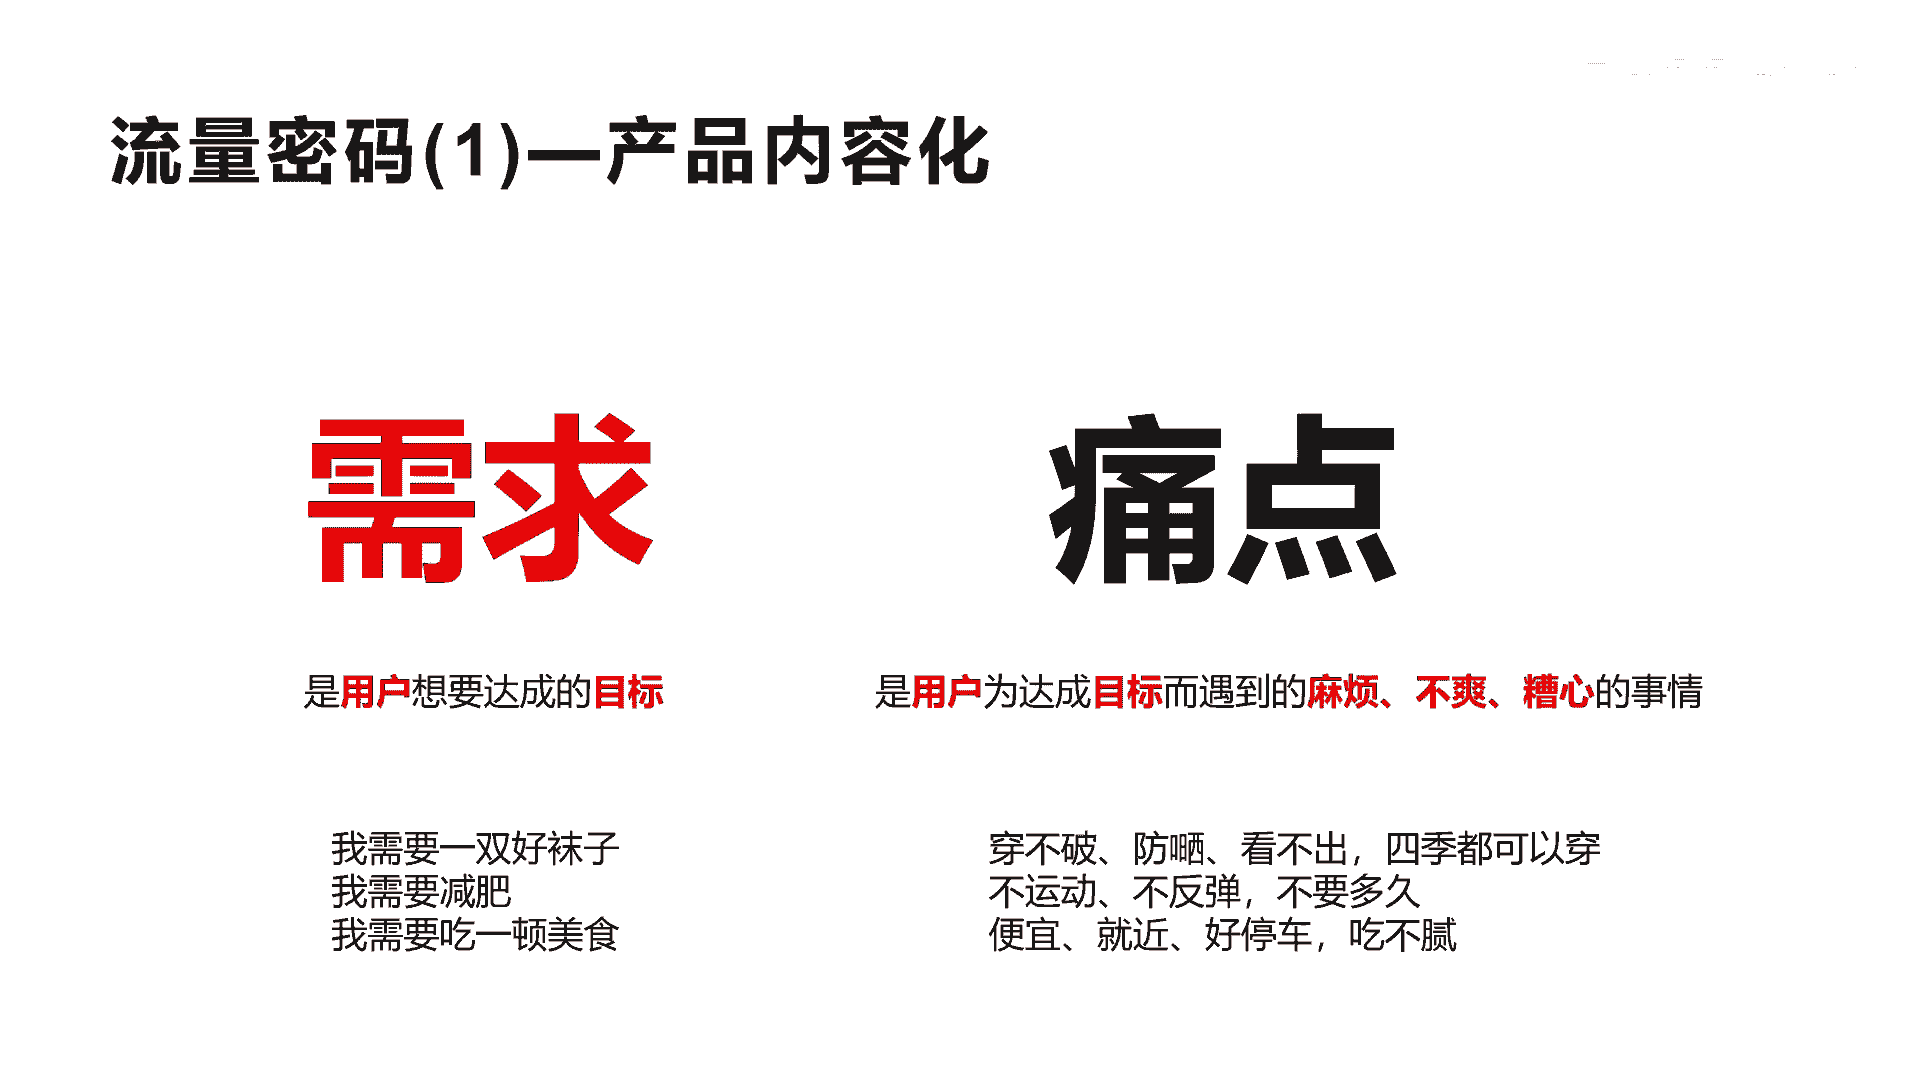 流量密码(1)—产品内容化
需求
痛点
是用户想要达成的目标
是用户为达成目标而遇到的麻烦、不爽、糟心的事情
我需要一双好袜子
我需要减肥
我需要吃一顿美食
穿不破、防嗮、看不出，四季都可以穿
不运动、不反弹，不要多久
便宜、就近、好停车，吃不腻